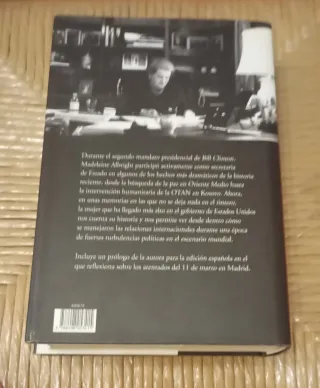 Durante el segundo mandato presidencial de Bill Clinton,
Madeleine Albright participó activamente como secretaria
de Estado en algunos de los hechos más dramáticos de la historia
reciente: desde la búsqueda de la paz en Oriente Medio hasta
la intervención humanitaria de la OTAN en Kosovo. Ahora,
en unas memorias en las que no se deja nada en el tintero,
la mujer que ha llegado más alto en el gobierno de Estados Unidos
nos cuenta su historia y nos permite ver desde dentro cómo
se manejaron las relaciones internacionales durante una época
de fuertes turbulencias políticas en el escenario mundial.
Incluye un prólogo de la autora para la edición española en el
que reflexiona sobre los atentados del 11 de marzo en Madrid.